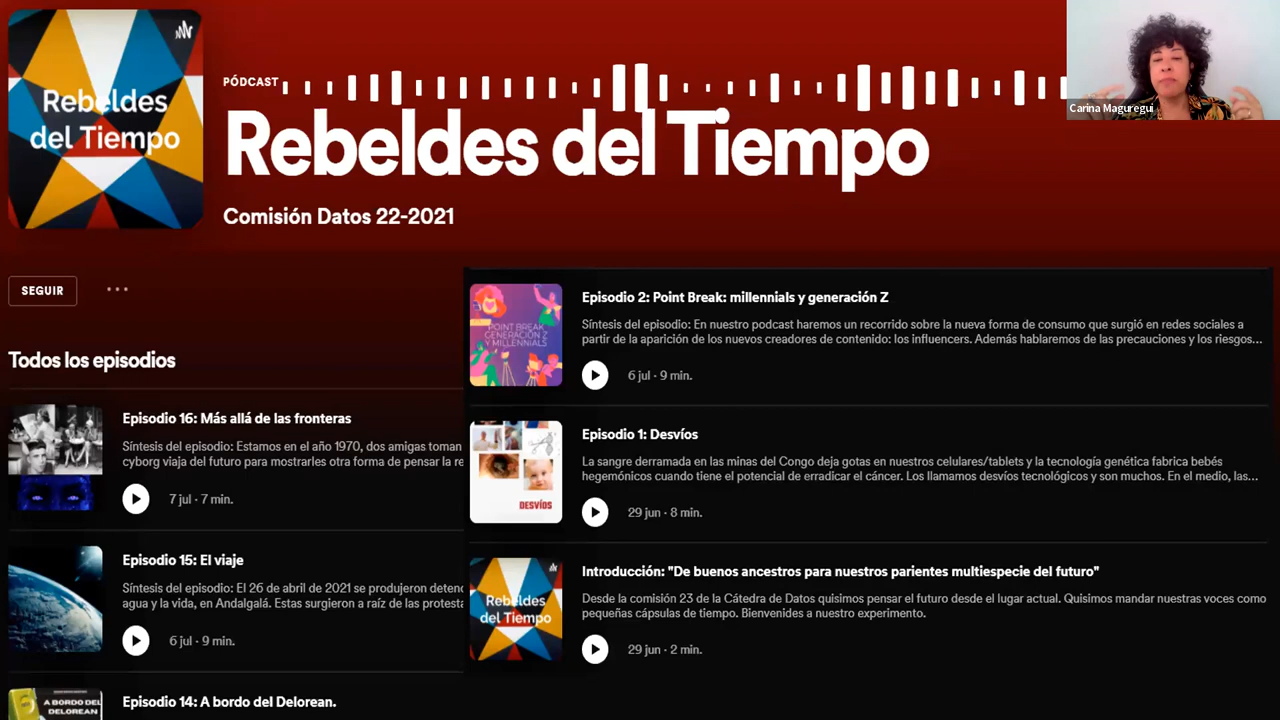 Rebeldes
del Tiempo
PÓDCAST
Rebeldes del Tiempo
Comisión Datos 22-2021
Carina Maguregui
SEGUIR
Todos los episodios
Episodio 16: Más allá de las fronteras
Síntesis del episodio: Estamos en el año 1970, dos amigas toman
cyborg viaja del futuro para mostrarles otra forma de pensar la re
7 jul · 7 min.
Episodio 15: El viaje
Síntesis del episodio: El 26 de abril de 2021 se produjeron detenc
agua y la vida, en Andalgalá. Estas surgieron a raíz de las protesta
6 jul · 9 min.
A BORDO DEL
DELOREAN
Episodio 14: A bordo del Delorean.
POINT BREAK
GENERACIÓN Z
Y MILLENNIALS
Episodio 2: Point Break: millennials y generación Z
Síntesis del episodio: En nuestro podcast haremos un recorrido sobre la nueva forma de consumo que surgió en redes sociales a
partir de la aparición de los nuevos creadores de contenido: los influencers. Además hablaremos de las precauciones y los riesgos...
6 jul · 9 min.
DESVÍOS
Episodio 1: Desvíos
La sangre derramada en las minas del Congo deja gotas en nuestros celulares/tablets y la tecnología genética fabrica bebés
hegemónicos cuando tiene el potencial de erradicar el cáncer. Los llamamos desvíos tecnológicos y son muchos. En el medio, las...
29 jun · 8 min.
Rebeldes
del Tiempo
Introducción: "De buenos ancestros para nuestros parientes multiespecie del futuro"
Desde la comisión 23 de la Cátedra de Datos quisimos pensar el futuro desde el lugar actual. Quisimos mandar nuestras voces como
pequeñas cápsulas de tiempo. Bienvenides a nuestro experimento.
29 jun · 2 min.